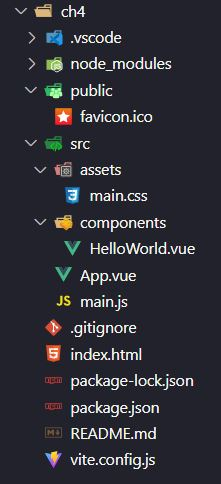 ch4
.vscode
node_modules
public
favicon.ico
src
assets
main.css
components
HelloWorld.vue
App.vue
JS main.js
.gitignore
index.html
package-lock.json
package.json
README.md
vite.config.js